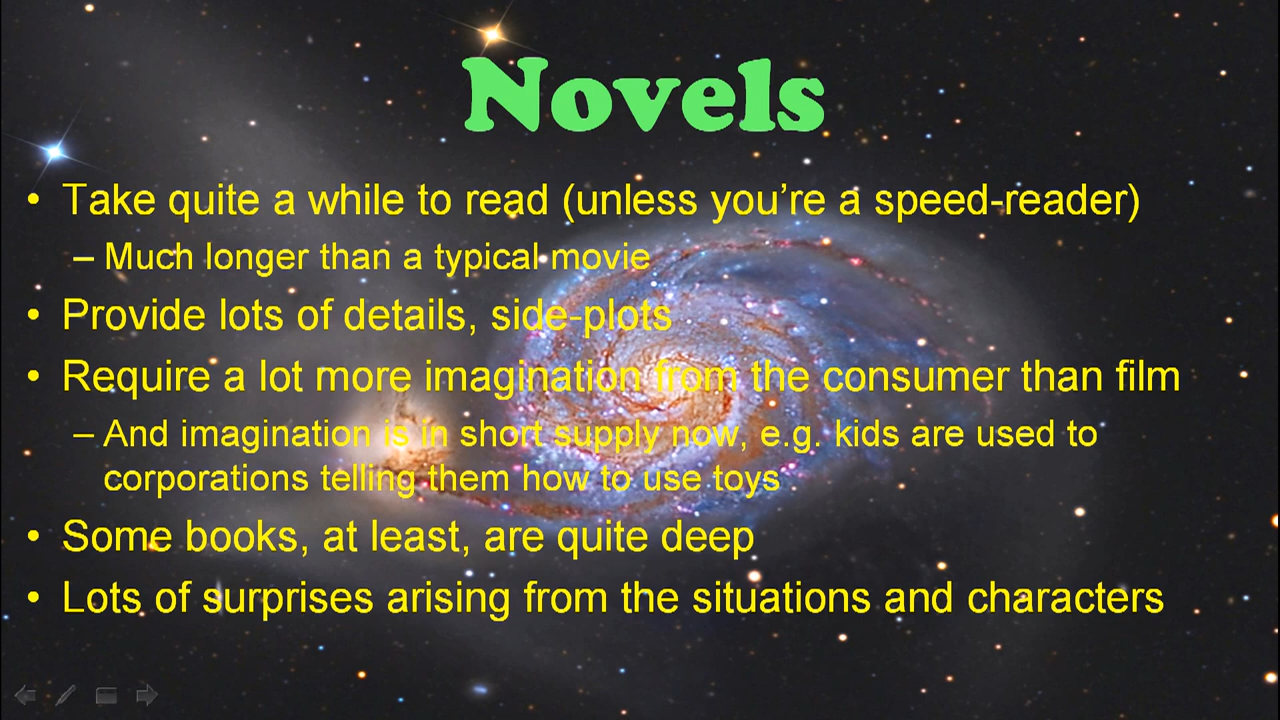 Novels
• Take quite a while to read (unless you’re a speed-reader)
– Much longer than a typical movie
• Provide lots of details, side-plots
• Require a lot more imagination from the consumer than film
– And imagination is in short supply now, e.g. kids are used to
corporations telling them how to use toys
• Some books, at least, are quite deep
• Lots of surprises arising from the situations and characters